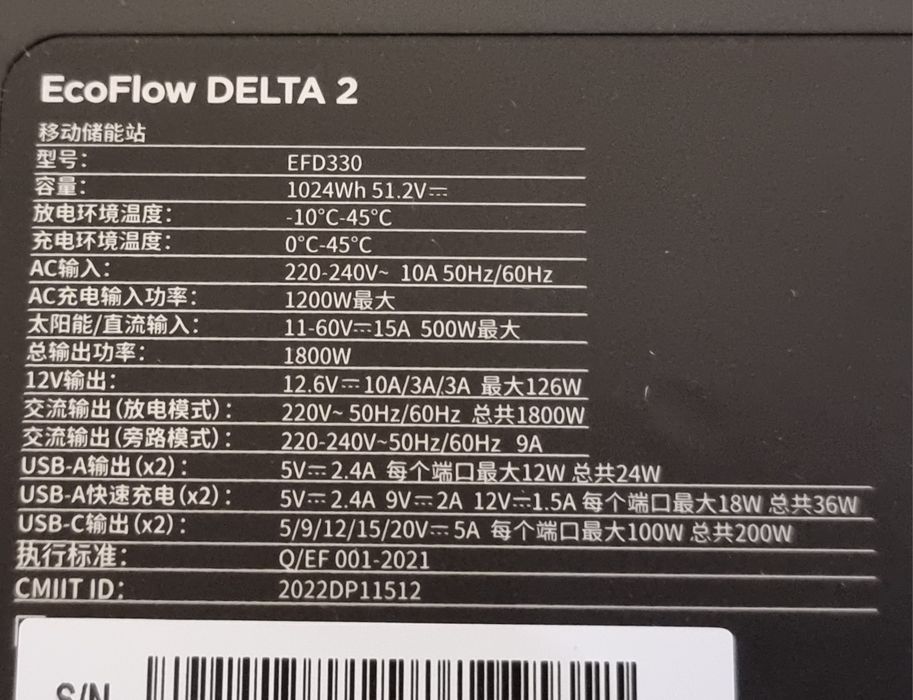 EcoFlow DELTA 2
移动储能站
型号： EFD330
容量： 1024Wh 51.2V⎓
放电环境温度： -10°C-45°C
充电环境温度： 0°C-45°C
AC输入： 220-240V~ 10A 50Hz/60Hz
AC充电输入功率： 1200W最大
太阳能/直流输入： 11-60V⎓15A 500W最大
总输出功率： 1800W
12V输出： 12.6V⎓10A/3A/3A 最大126W
交流输出（放电模式）： 220V~ 50Hz/60Hz 总共1800W
交流输出（旁路模式）： 220-240V~50Hz/60Hz 9A
USB-A输出（x2）： 5V⎓2.4A 每个端口最大12W 总共24W
USB-A快速充电（x2）： 5V⎓2.4A 9V⎓2A 12V⎓1.5A 每个端口最大18W 总共36W
USB-C输出（x2）： 5/9/12/15/20V⎓5A 每个端口最大100W 总共200W
执行标准： Q/EF 001-2021
CMIIT ID： 2022DP11512
S/N